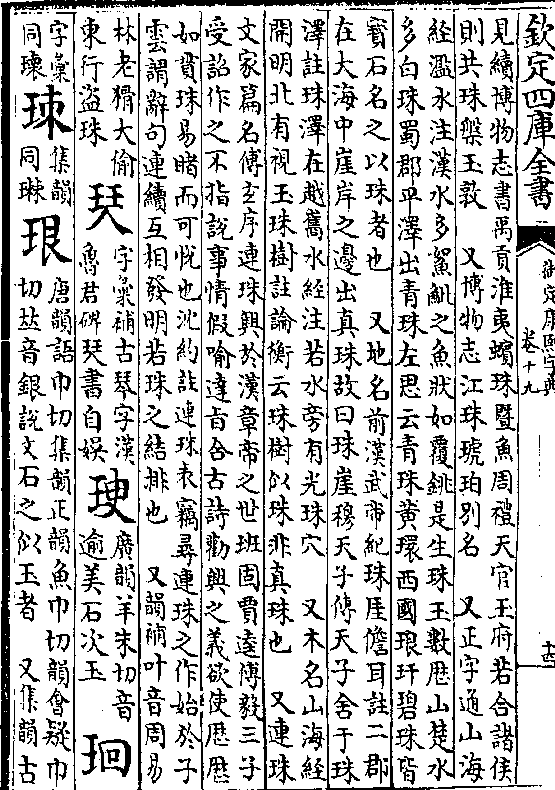 欽定四庫全書
御定康熙字典
卷十九
見續博物志書禹貢淮夷蠙珠暨魚周禮天官玉府若合諸侯
則共珠槃玉敦 又博物志江珠琥珀別名 又正字通山海
經濫水注漢水多鴽魮之魚狀如覆銚是生珠玉數歴山楚水
多白珠蜀郡平澤出青珠左思云青珠黄環西國琅玕碧珠皆
寳石名之以珠者也 又地名前漢武帝紀珠厓儋耳註二郡
在大海中崖岸之邊出真珠故曰珠崖穆天子傳天子舍于珠
澤註珠澤在越舊水經注若水旁有光珠穴 又木名山海經
開明北有視玉珠樹註論衡云珠樹似珠非真珠也 又連珠
文家篇名傅玄序連珠興於漢章帝之世班固賈逵傅毅三子
受詔作之不指說事情假喻達旨合古詩勸興之義欲使歴歴
如貫珠易睹而可悅也沈約註連珠表竊尋連珠之作始於子
雲謂辭句連續互相發明若珠之結排也 又韻補叶音周易
林老猾大偷
東行盜珠
字彙補古琴字漢
魯君碑珡書自娛
廣韻羊朱切音
逾美石次玉
字彙
同瓌
集韻
同
珢
唐韻語巾切集韻正韻魚巾切韻會疑巾
切𠀤音銀說文石之似玉者 又集韻古